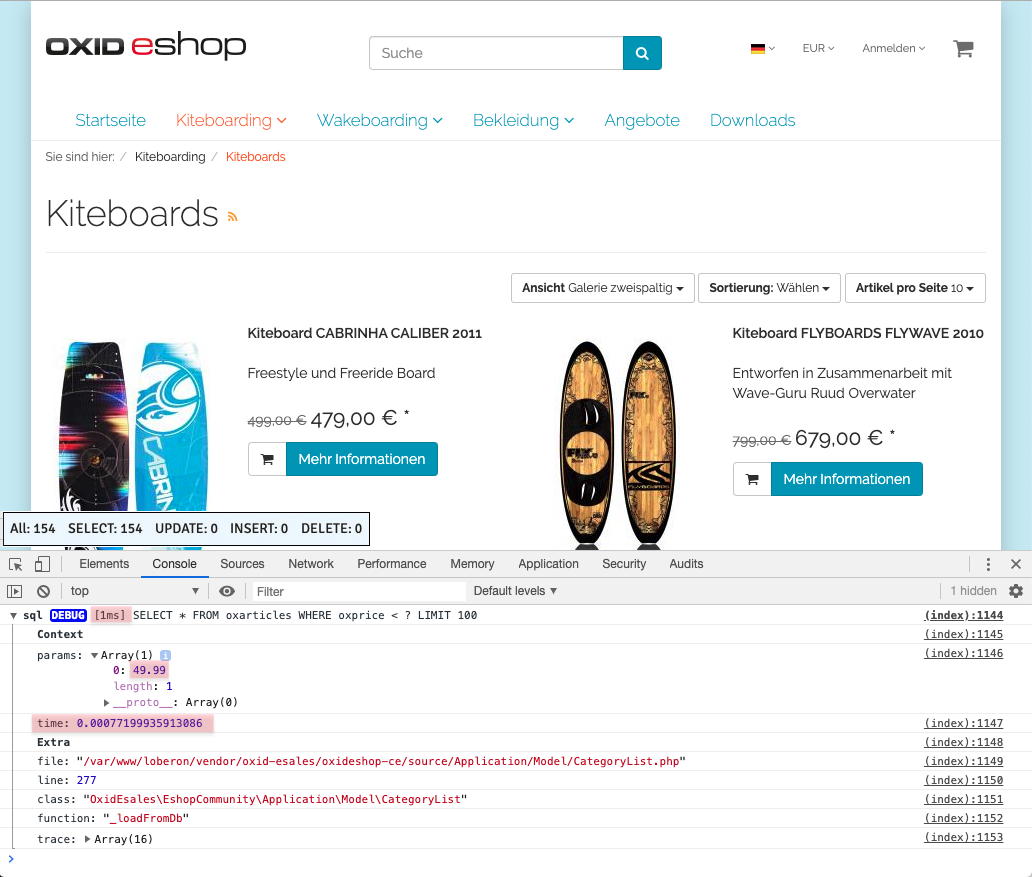 OXID eshop
Suche
EUR
Anmelden
Startseite Kiteboarding Wakeboarding Bekleidung Angebote Downloads
Sie sind hier: / Kiteboarding / Kiteboards
Kiteboards
Ansicht Galerie zweispaltig Sortierung: Wählen Artikel pro Seite 10
Kiteboard CABRINHA CALIBER 2011
Freestyle und Freeride Board
499,00 € 479,00 € *
Mehr Informationen
CABRIN
Kiteboard FLYBOARDS FLYWAVE 2010
Entworfen in Zusammenarbeit mit
Wave-Guru Ruud Overwater
799,00 € 679,00 € *
Mehr Informationen
FLYBOARDS
All: 154 SELECT: 154 UPDATE: 0 INSERT: 0 DELETE: 0
Elements Console Sources Network Performance Memory Application Security Audits
top Filter Default levels 1 hidden
sql DEBUG [1ms] SELECT * FROM oxarticles WHERE oxprice < ? LIMIT 100 (index):1144
Context (index):1145
params: Array(1) i (index):1146
0: 49.99
length: 1
__proto__: Array(0)
time: 0.00077199935913086 (index):1147
Extra (index):1148
file: "/var/www/loberon/vendor/oxid-esales/oxideshop-ce/source/Application/Model/CategoryList.php" (index):1149
line: 277 (index):1150
class: "OxidEsales\EshopCommunity\Application\Model\CategoryList" (index):1151
function: "_loadFromDb" (index):1152
trace: Array(16) (index):1153